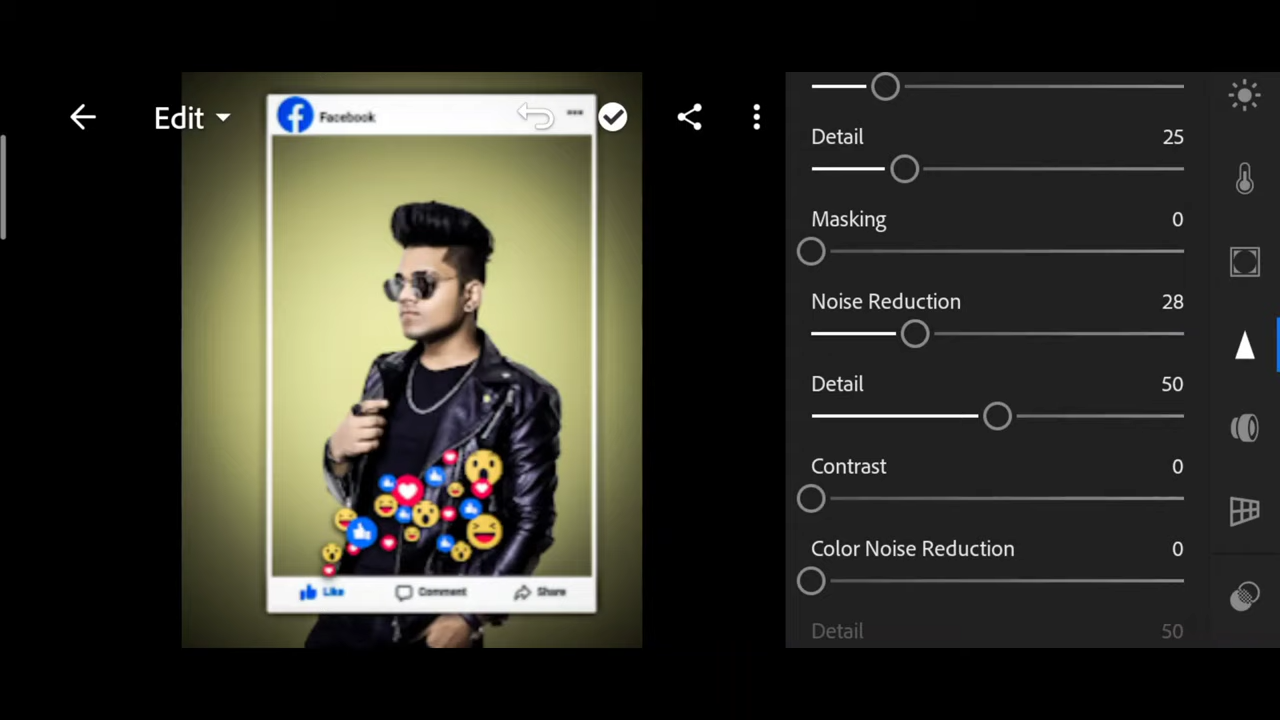 Edit
Facebook
Like
Comment
Share
Detail 25
Masking 0
Noise Reduction 28
Detail 50
Contrast 0
Color Noise Reduction 0
Detail 50